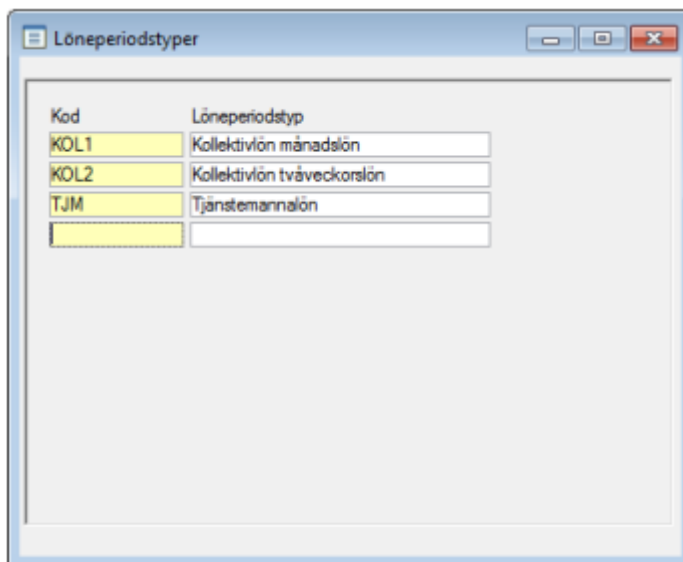 Löneperiodstyper
Kod Löneperiodstyp
KOL1 Kollektivlön månadslön
KOL2 Kollektivlön tvåveckorslön
TJM Tjänstemannalön